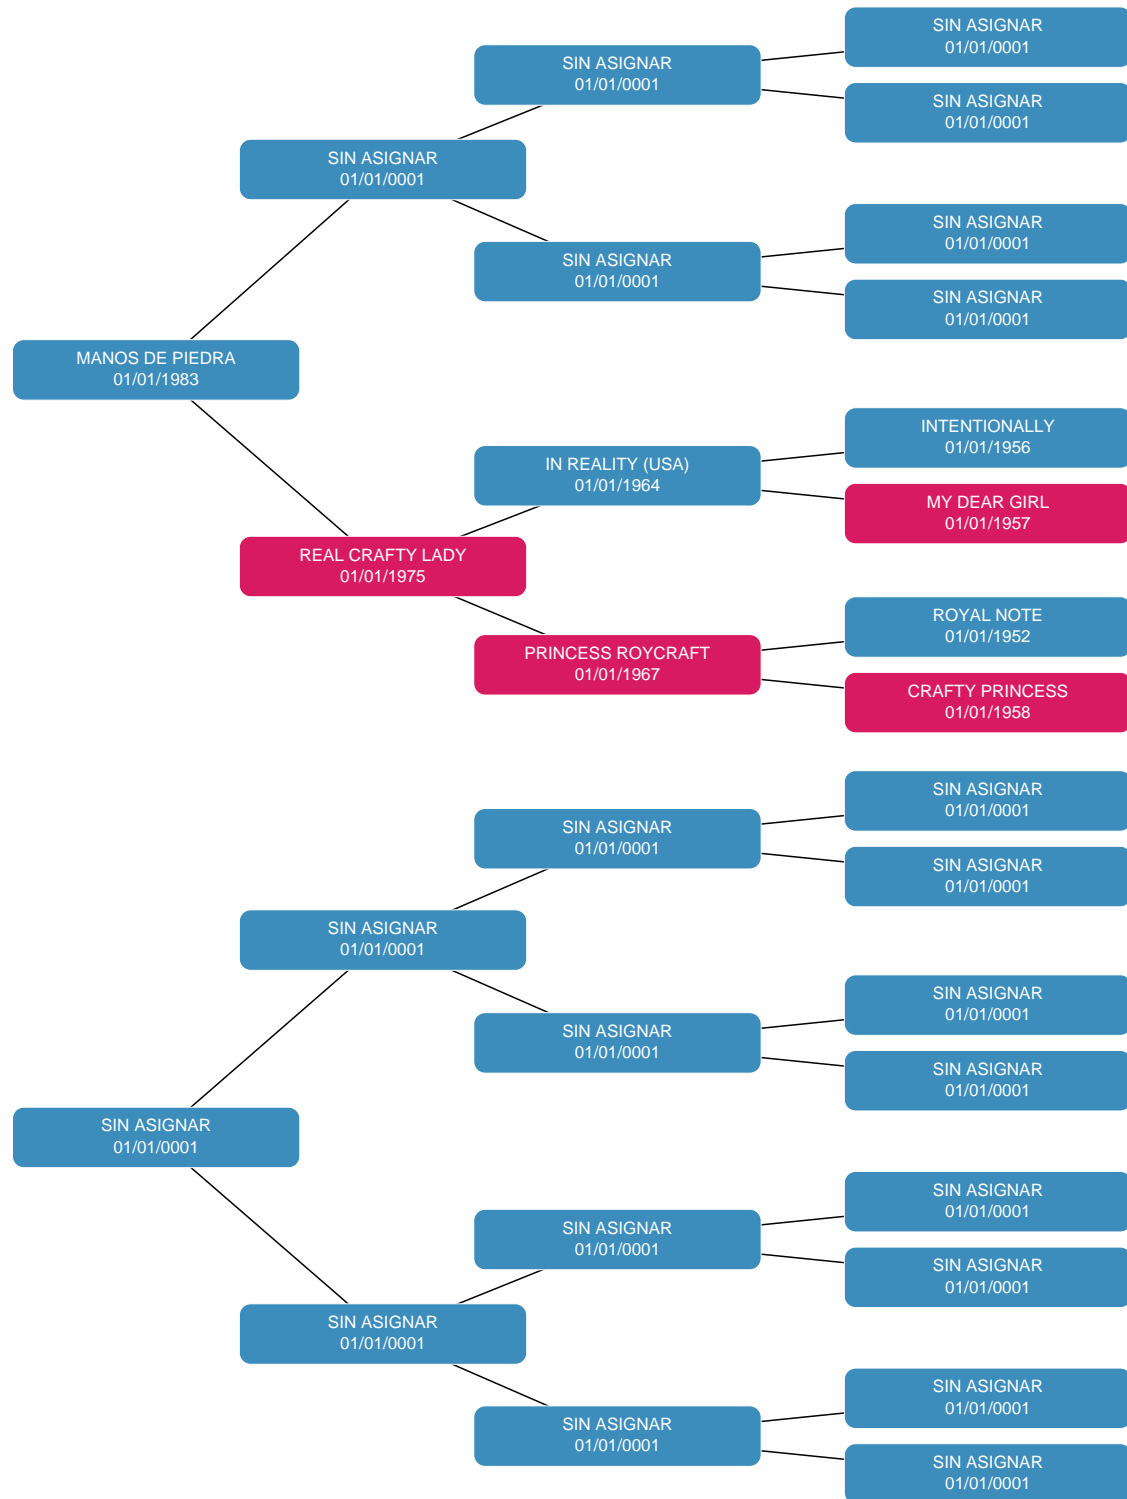 SIN ASIGNAR
01/01/0001
SIN ASIGNAR
01/01/0001
SIN ASIGNAR
01/01/0001
SIN ASIGNAR
01/01/0001
SIN ASIGNAR
01/01/0001
SIN ASIGNAR
01/01/0001
SIN ASIGNAR
01/01/0001
MANOS DE PIEDRA
01/01/1983
INTENTIONALLY
01/01/1956
IN REALITY (USA)
01/01/1964
MY DEAR GIRL
01/01/1957
REAL CRAFTY LADY
01/01/1975
ROYAL NOTE
01/01/1952
PRINCESS ROYCRAFT
01/01/1967
CRAFTY PRINCESS
01/01/1958
SIN ASIGNAR
01/01/0001
SIN ASIGNAR
01/01/0001
SIN ASIGNAR
01/01/0001
SIN ASIGNAR
01/01/0001
SIN ASIGNAR
01/01/0001
SIN ASIGNAR
01/01/0001
SIN ASIGNAR
01/01/0001
SIN ASIGNAR
01/01/0001
SIN ASIGNAR
01/01/0001
SIN ASIGNAR
01/01/0001
SIN ASIGNAR
01/01/0001
SIN ASIGNAR
01/01/0001
SIN ASIGNAR
01/01/0001
SIN ASIGNAR
01/01/0001
SIN ASIGNAR
01/01/0001